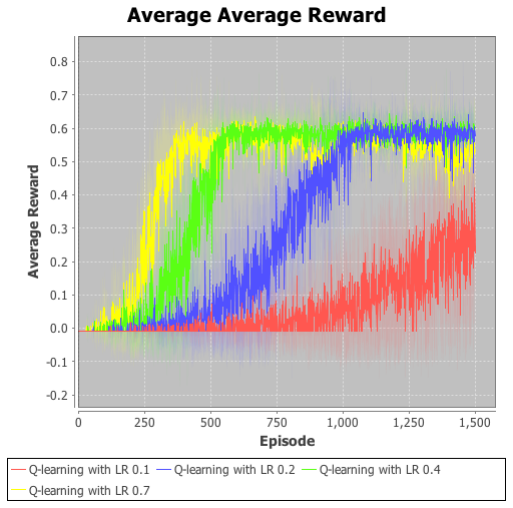 Average Average Reward
0.8
0.7
0.6
0.5
0.4
0.3
0.2
0.1
0.0
-0.1
-0.2
Average Reward
0 250 500 750 1,000 1,250 1,500
Episode
Q-learning with LR 0.1 Q-learning with LR 0.2 Q-learning with LR 0.4
Q-learning with LR 0.7